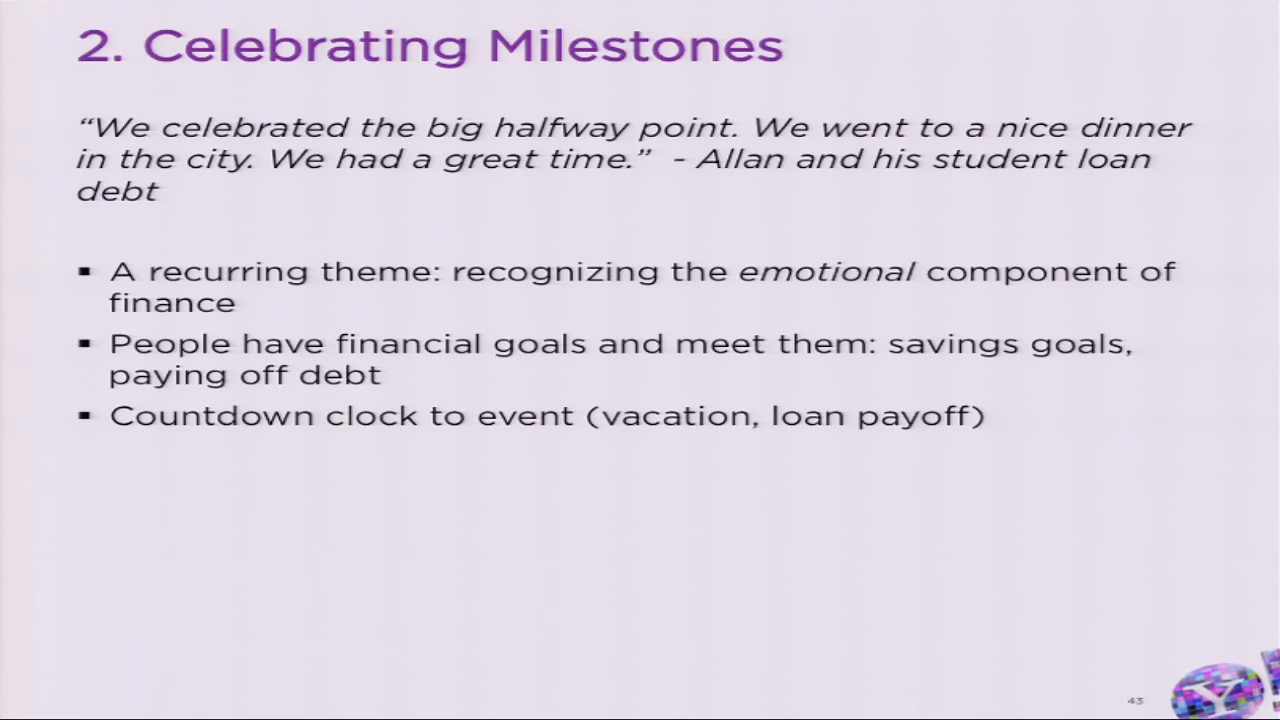 2. Celebrating Milestones
“We celebrated the big halfway point. We went to a nice dinner
in the city. We had a great time.” - Allan and his student loan
debt
▪ A recurring theme: recognizing the emotional component of
finance
▪ People have financial goals and meet them: savings goals,
paying off debt
▪ Countdown clock to event (vacation, loan payoff)
43
Y!